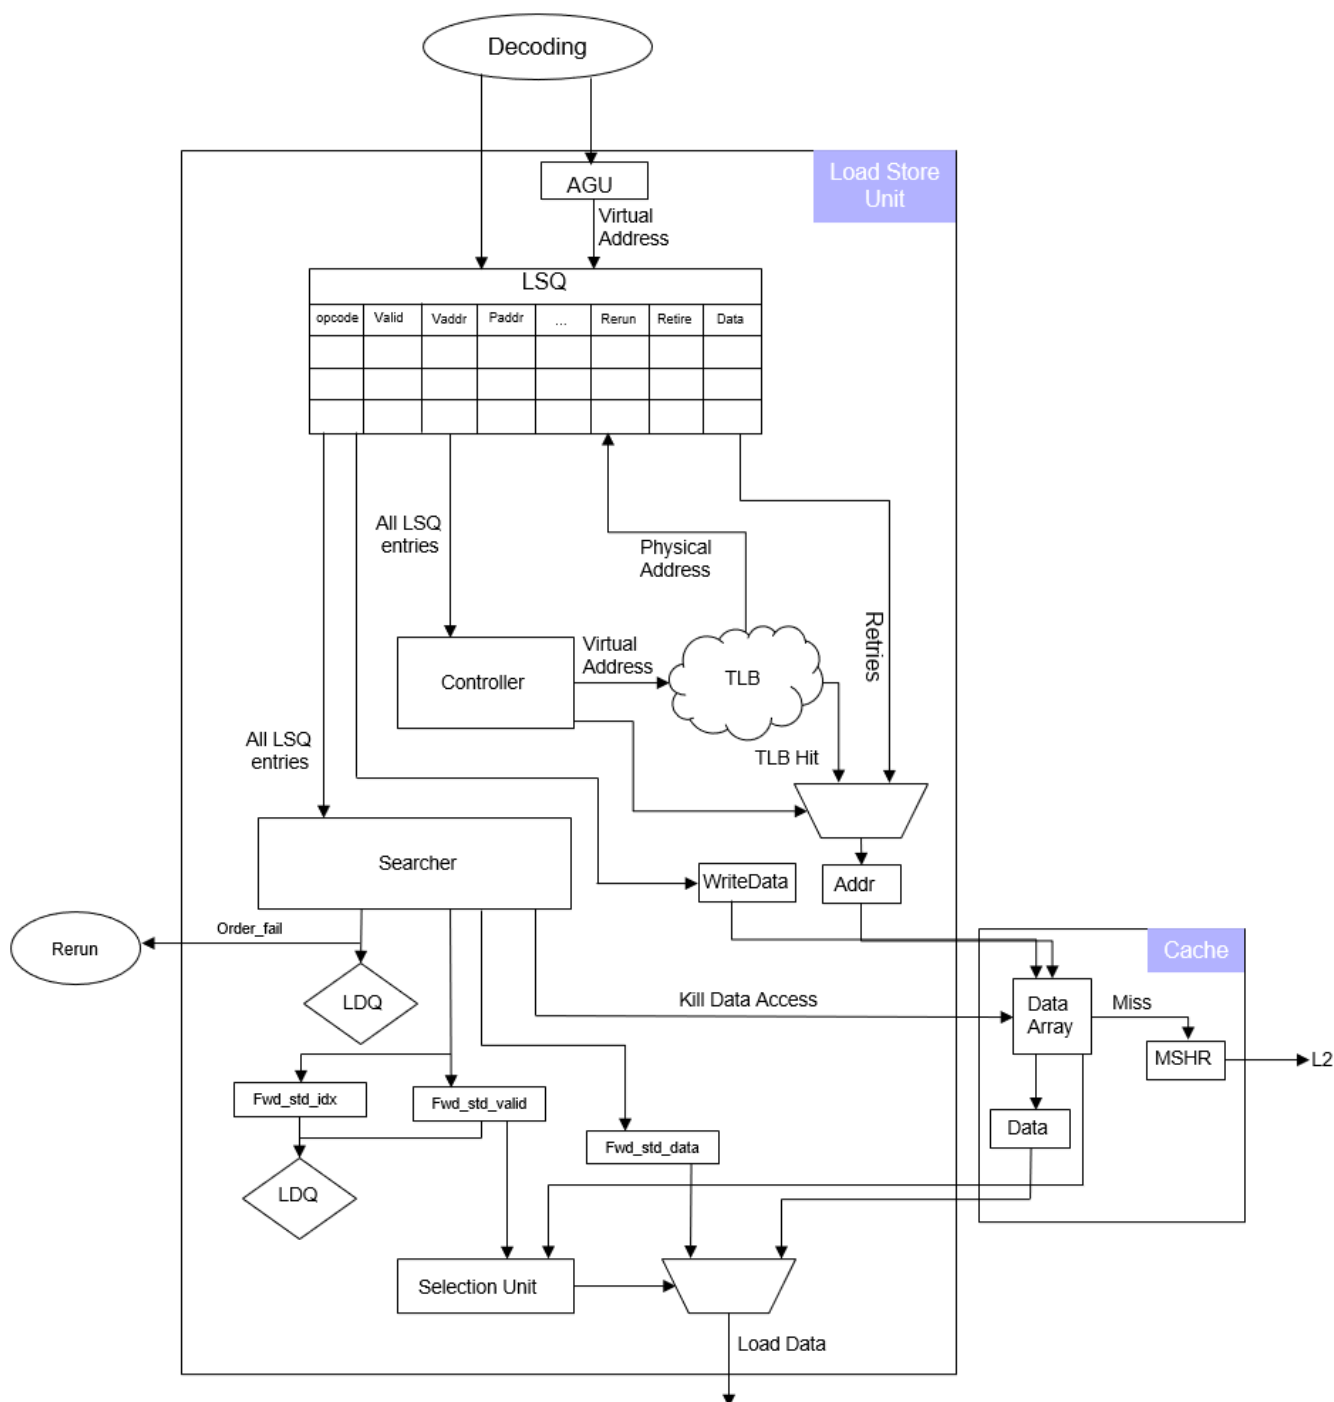 Decoding
Load Store
Unit
AGU
Virtual
Address
LSQ
opcode Valid Vaddr Paddr ... Rerun Retire Data
All LSQ
entries
Physical
Address
Retries
Virtual
Address
Controller
TLB
All LSQ
entries
TLB Hit
Searcher
WriteData
Addr
Order_fail
Rerun
Cache
LDQ
Kill Data Access
Data
Array
Miss
MSHR
L2
Fwd_std_idx
Fwd_std_valid
Data
Fwd_std_data
LDQ
Selection Unit
Load Data